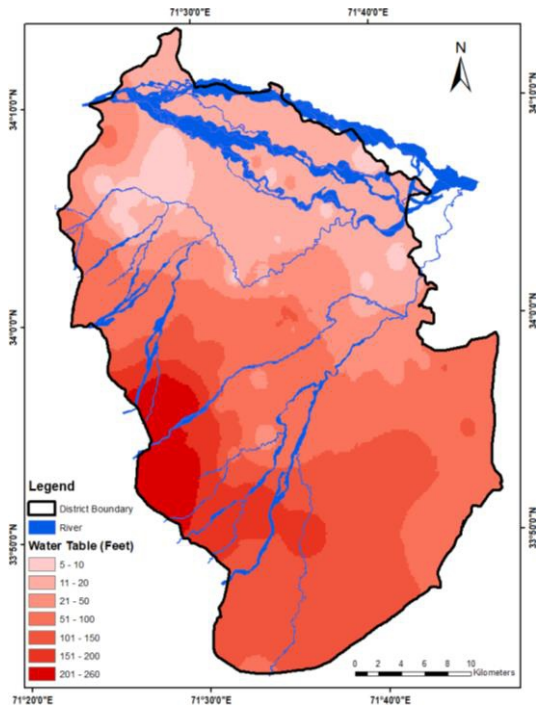 71°30'0"E
71°40'0"E
N
34°10'0"N
34°10'0"N
34°0'0"N
34°0'0"N
33°50'0"N
33°50'0"N
Legend
District Boundary
River
Water Table (Feet)
5 - 10
11 - 20
21 - 50
51 - 100
101 - 150
151 - 200
201 - 260
0 2 4 6 8 10
Kilometers
71°20'0"E
71°30'0"E
71°40'0"E